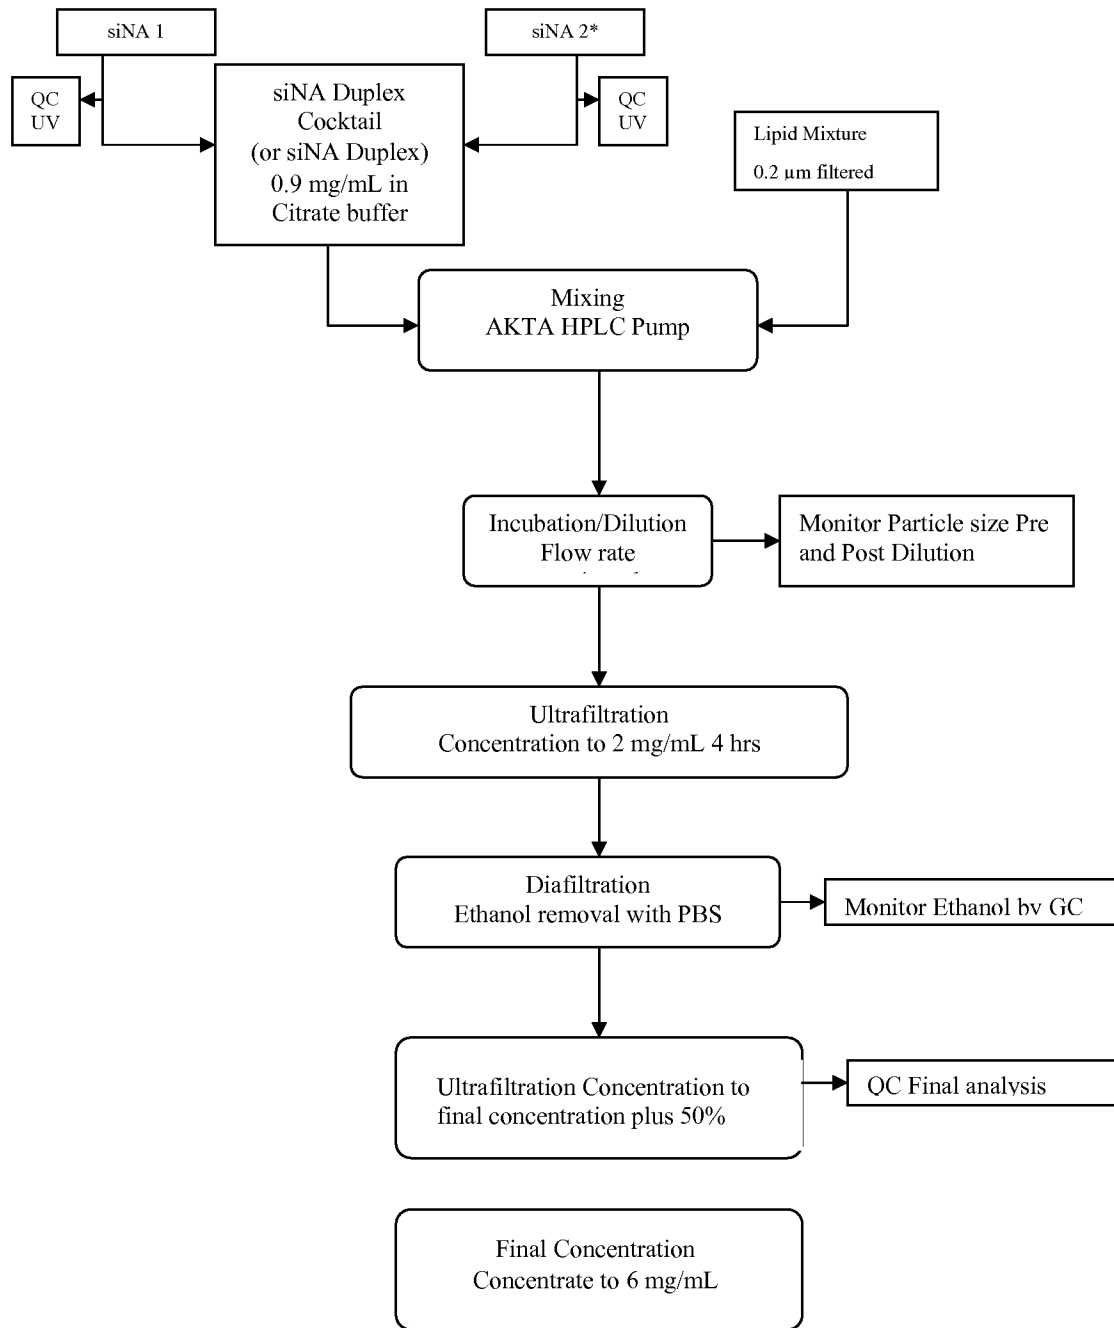 siNA 1
siNA 2*
QC
UV
siNA Duplex
Cocktail
(or siNA Duplex)
0.9 mg/mL in
Citrate buffer
QC
UV
Lipid Mixture
0.2 µm filtered
Mixing
AKTA HPLC Pump
Incubation/Dilution
Flow rate
Monitor Particle size Pre
and Post Dilution
Ultrafiltration
Concentration to 2 mg/mL 4 hrs
Diafiltration
Ethanol removal with PBS
Monitor Ethanol by GC
Ultrafiltration Concentration to
final concentration plus 50%
QC Final analysis
Final Concentration
Concentrate to 6 mg/mL